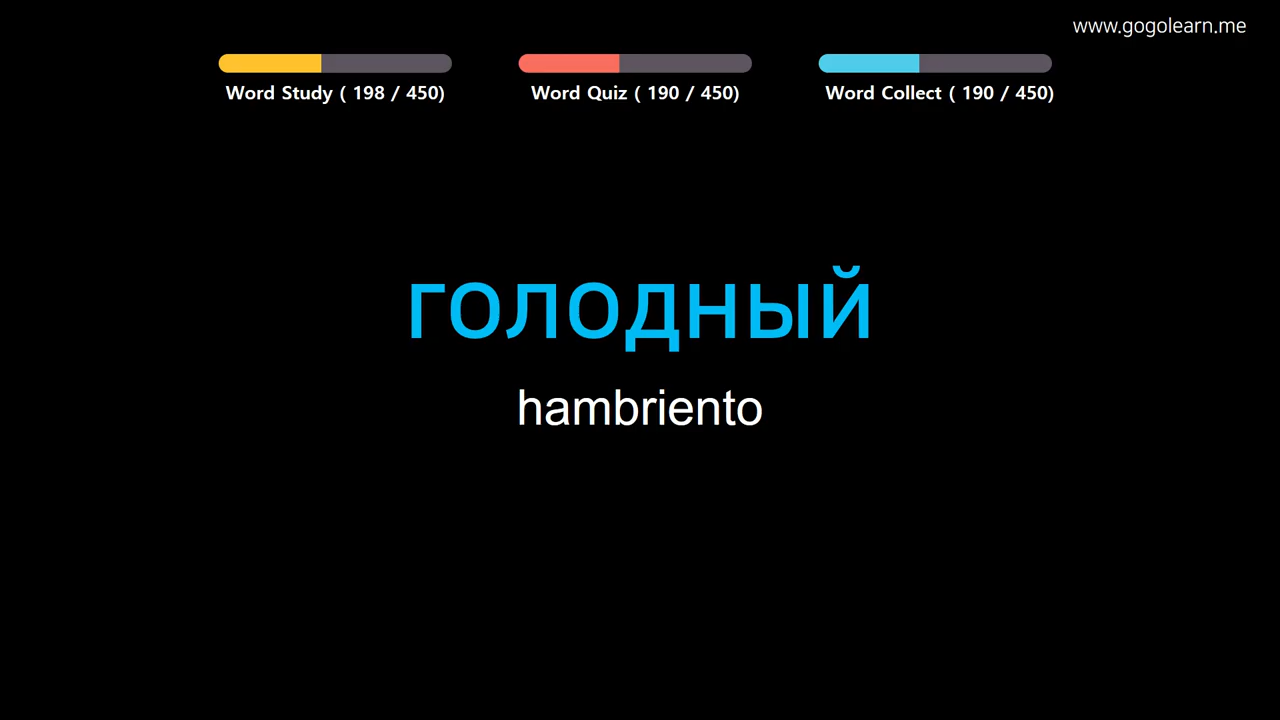 www.gogolearn.me
Word Study ( 198 / 450)
Word Quiz ( 190 / 450)
Word Collect ( 190 / 450)
голодный
hambriento